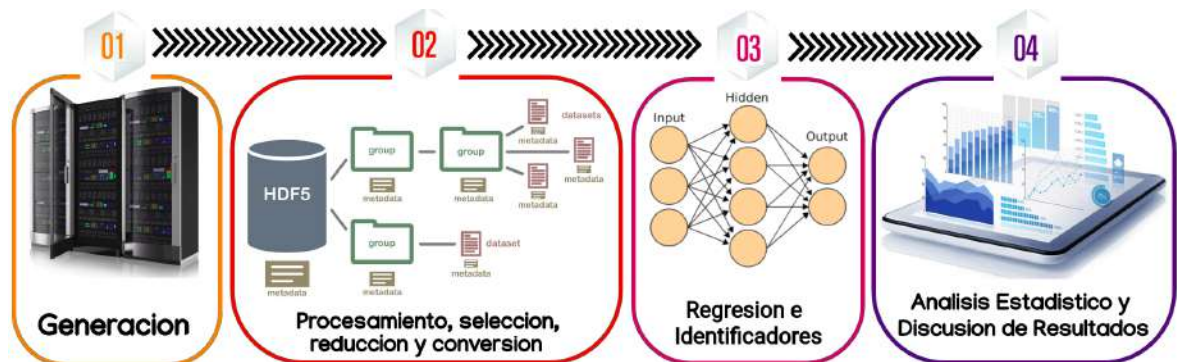 01
02
03
04
Generacion
HDF5
metadata
group
metadata
group
metadata
datasets
metadata
metadata
metadata
group
metadata
dataset
metadata
Procesamiento, seleccion,
reduccion y conversion
Input
Hidden
Output
Regresion e
Identificadores
Analisis Estadistico y
Discusion de Resultados